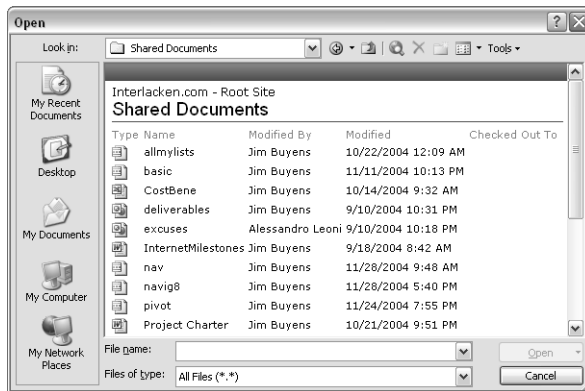 Open
Look in: Shared Documents Tools
My Recent Documents
Desktop
My Documents
My Computer
My Network Places
Interlacken.com - Root Site
Shared Documents
Type Name Modified By Modified Checked Out To
allmylists Jim Buyens 10/22/2004 12:09 AM
basic Jim Buyens 11/11/2004 10:13 PM
CostBene Jim Buyens 10/14/2004 9:32 AM
deliverables Jim Buyens 9/10/2004 10:31 PM
excuses Alessandro Leoni 9/10/2004 10:18 PM
InternetMilestones Jim Buyens 9/18/2004 8:42 AM
nav Jim Buyens 11/28/2004 9:48 AM
navig8 Jim Buyens 11/28/2004 5:40 PM
pivot Jim Buyens 11/24/2004 7:55 PM
Project Charter Jim Buyens 10/21/2004 9:51 PM
File name: Open
Files of type: All Files (*.*) Cancel